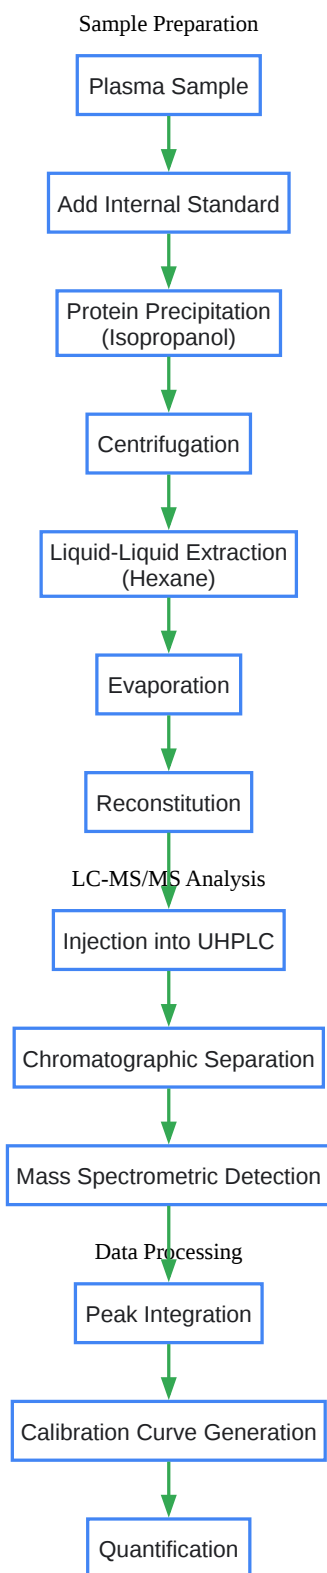 Sample Preparation
Plasma Sample
Add Internal Standard
Protein Precipitation
(Isopropanol)
Centrifugation
Liquid-Liquid Extraction
(Hexane)
Evaporation
Reconstitution
LC-MS/MS Analysis
Injection into UHPLC
Chromatographic Separation
Mass Spectrometric Detection
Data Processing
Peak Integration
Calibration Curve Generation
Quantification